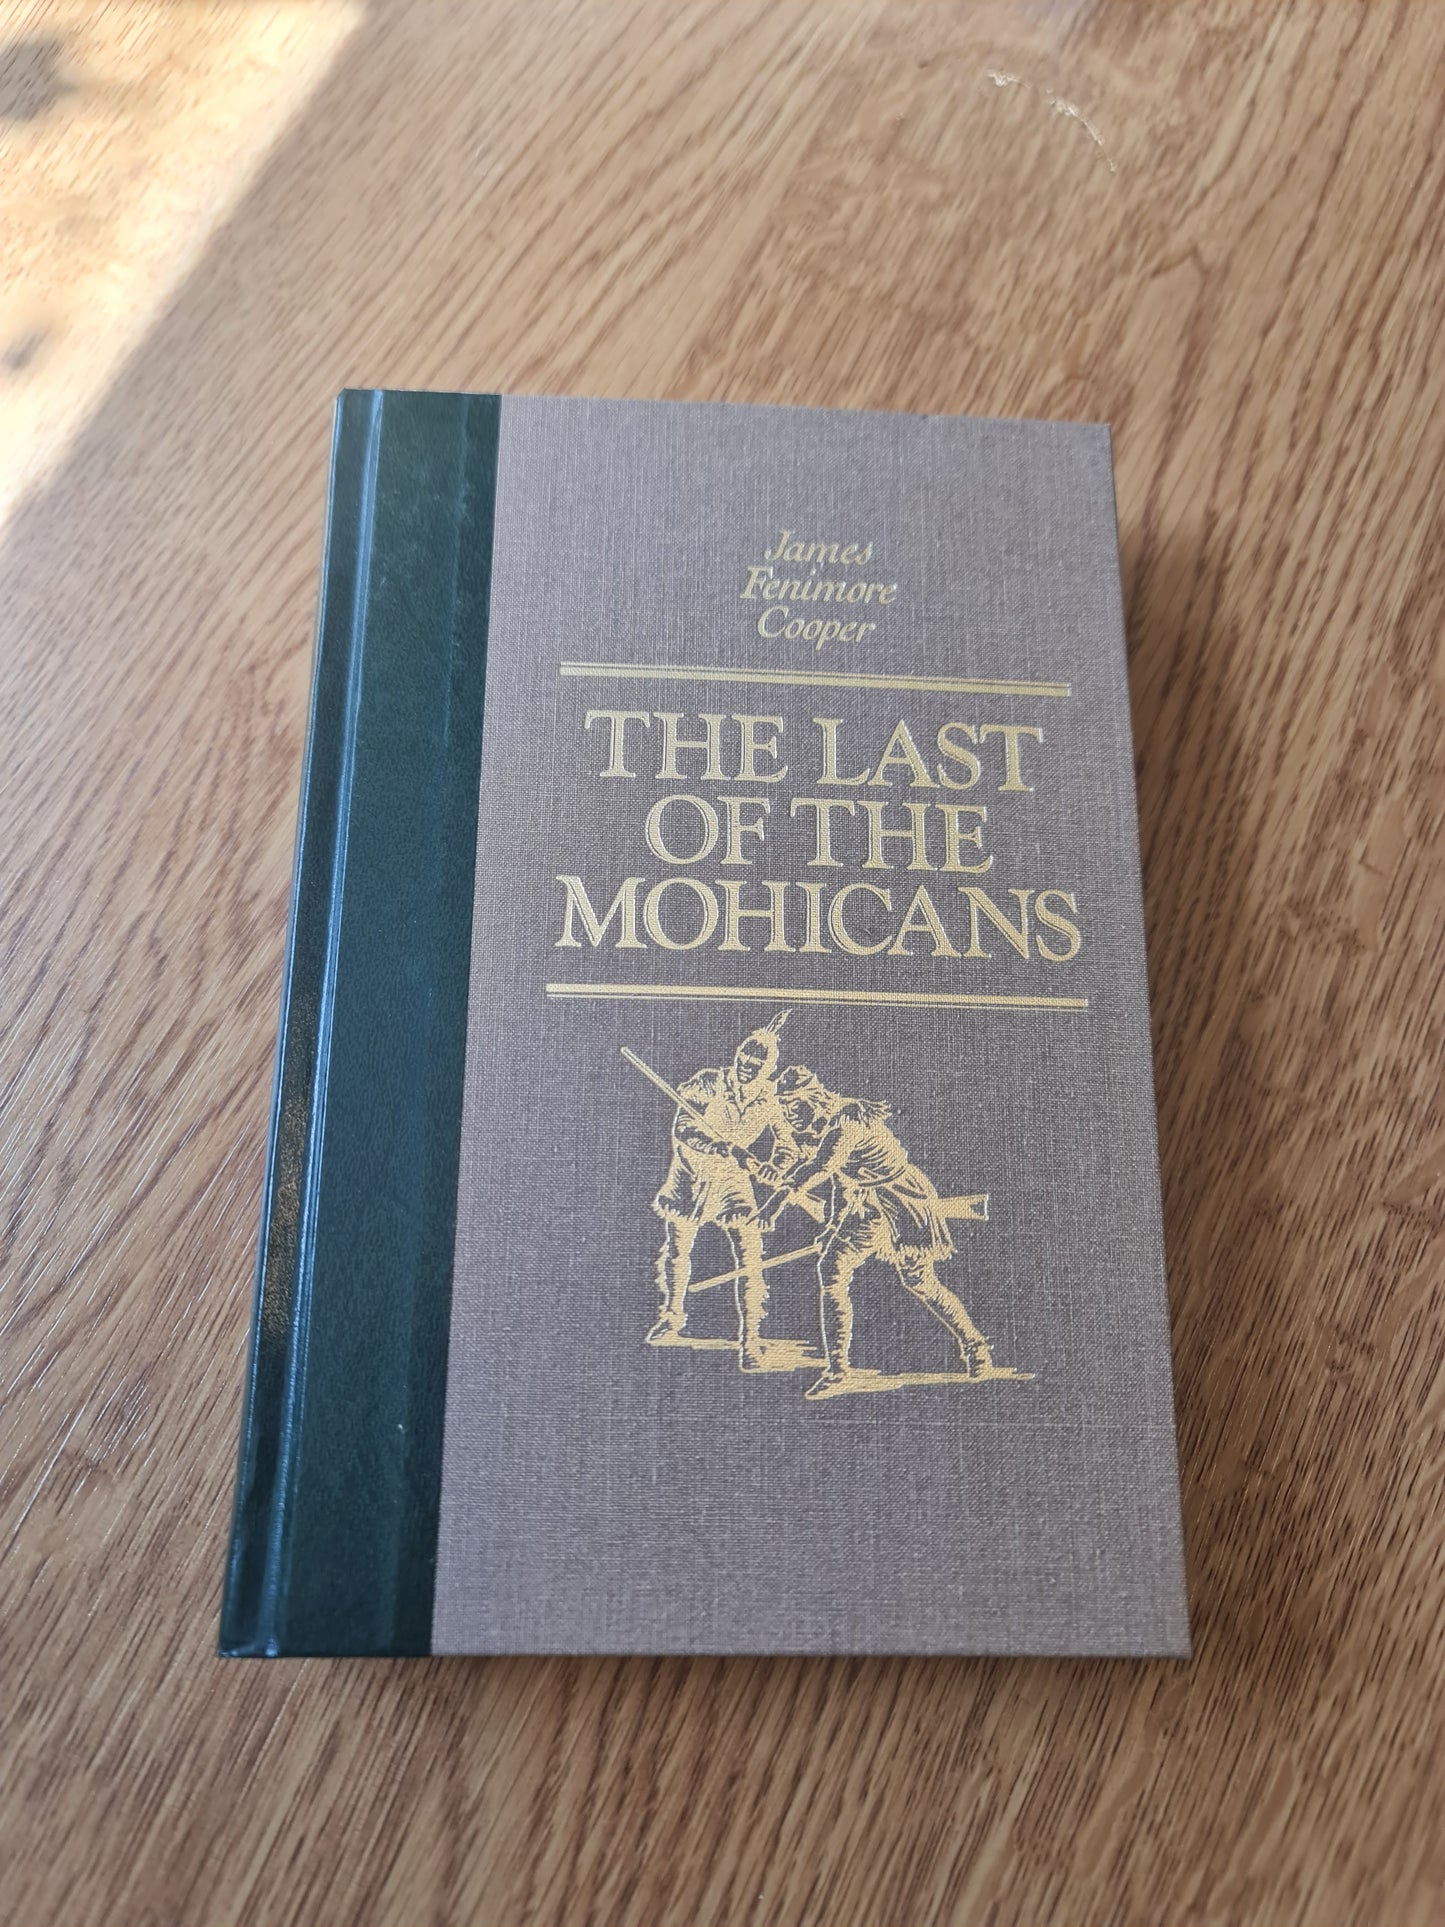 James
Fenimore
Cooper
THE LAST
OF THE
MOHICANS